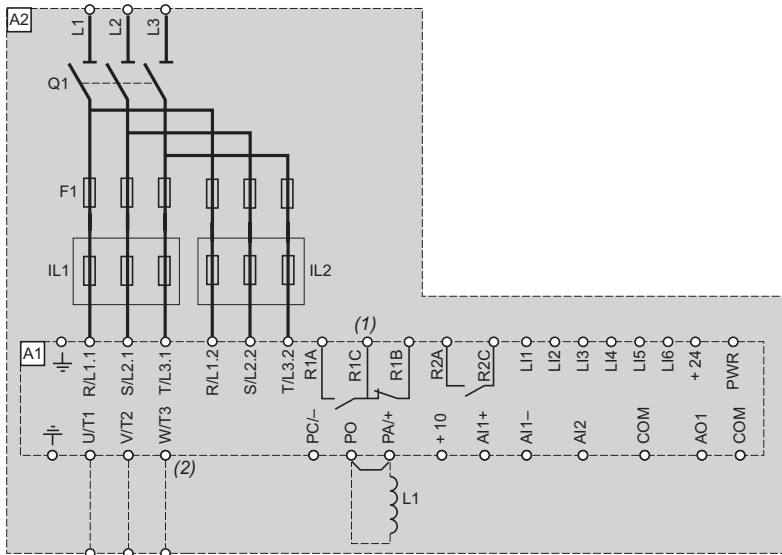 A2
L1 L2 L3
Q1
F1
IL1 IL2
(1)
A1
R/L1.1 S/L2.1 T/L3.1 R/L1.2 S/L2.2 T/L3.2 R1A R1C R1B R2A R2C LI1 LI2 LI3 LI4 LI5 LI6 + 24 PWR
U/T1 V/T2 W/T3 PC/– PO PA/+ + 10 AI1+ AI1– AI2 COM AO1 COM
(2)
L1